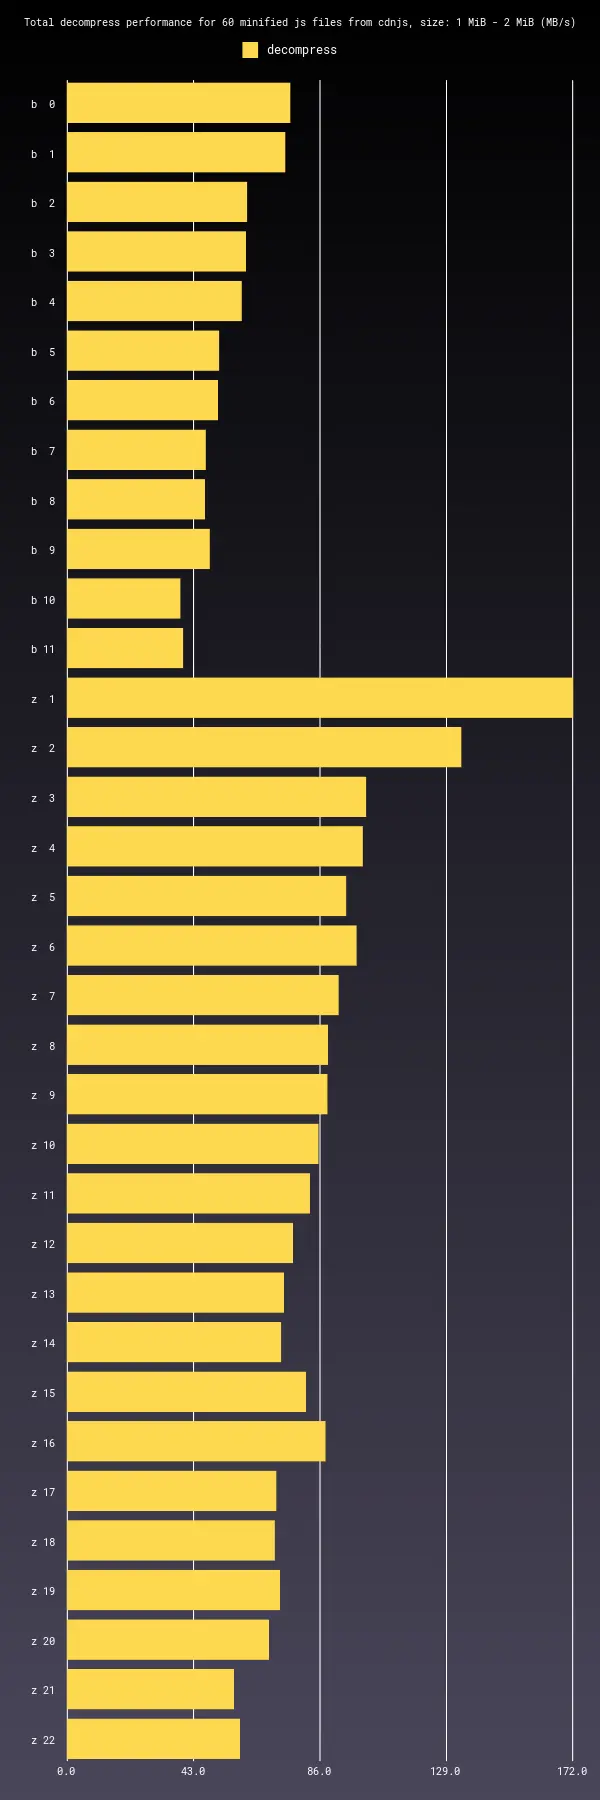 Total decompress performance for 60 minified js files from cdnjs, size: 1 MiB - 2 MiB (MB/s)
decompress
b 0
b 1
b 2
b 3
b 4
b 5
b 6
b 7
b 8
b 9
b 10
b 11
z 1
z 2
z 3
z 4
z 5
z 6
z 7
z 8
z 9
z 10
z 11
z 12
z 13
z 14
z 15
z 16
z 17
z 18
z 19
z 20
z 21
z 22
0.0 43.0 86.0 129.0 172.0